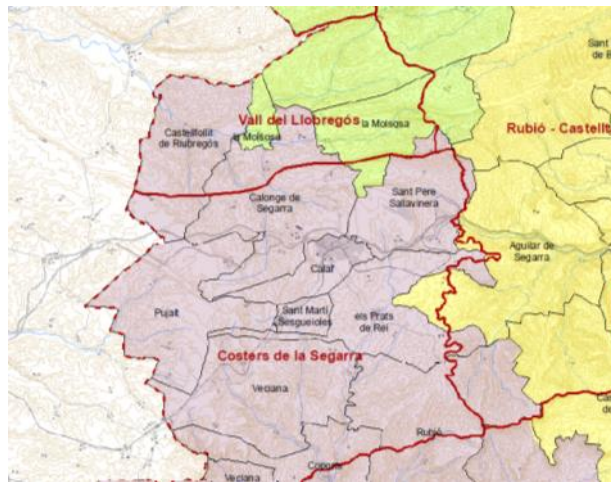 Sant
de B
Vall del Llobregós
Castellfollit
de Riubregós
la Molsosa
la Molsosa
Rubió - Castellt
Calonge de
Segarra
Sant Pere
Sallavinera
Aguilar de
Segarra
Calaf
Pujalt
Sant Martí
Sesgueioles
els Prats
de Rei
Costers de la Segarra
Veciana
Rubió
Copons
Veciana